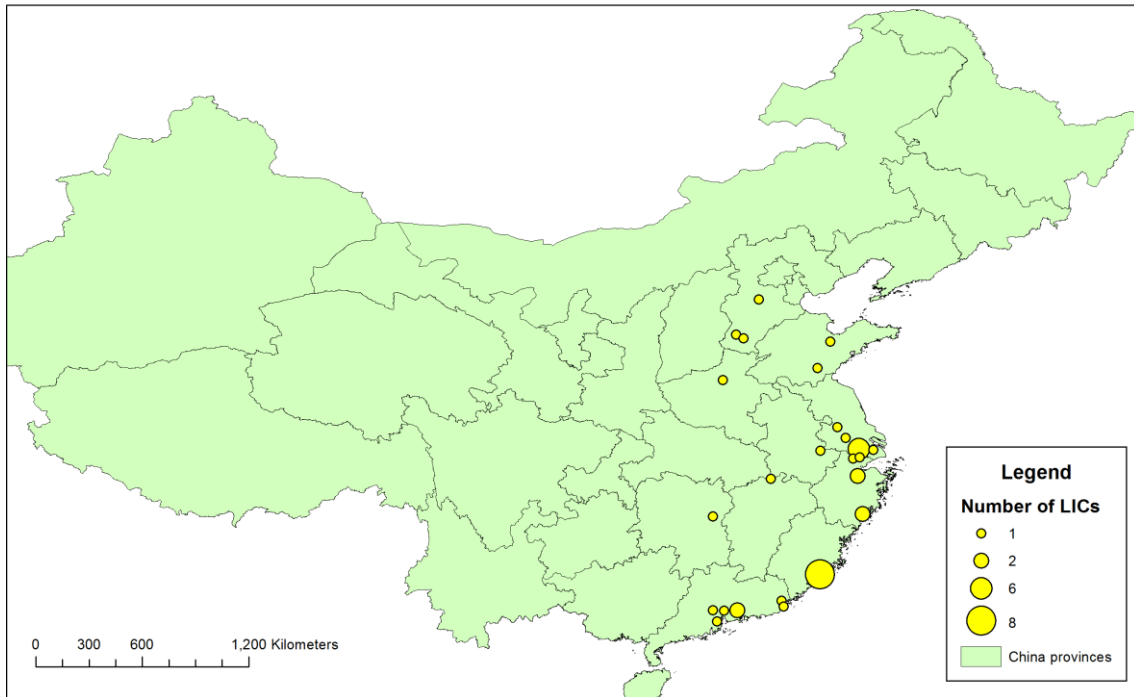 Legend
Number of LICs
1
2
6
8
China provinces
0 300 600 1,200 Kilometers